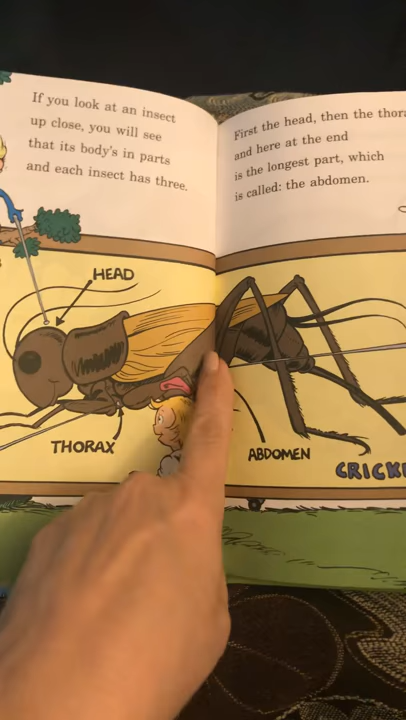 If you look at an insect
up close, you will see
that its body's in parts
and each insect has three.
First the head, then the
and here at the end
is the longest part, which
is called: the abdomen.
HEAD
THORAX
ABDOMEN